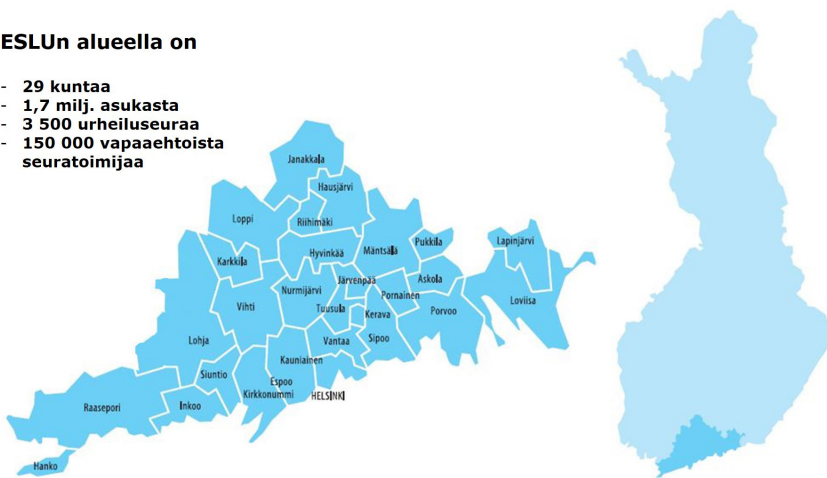 ESLUn alueella on
- 29 kuntaa
- 1,7 milj. asukasta
- 3 500 urheiluseuraa
- 150 000 vapaaehtoista
seuratoimijaa
Janakkala
Hausjärvi
Loppi
Riihimäki
Pukkila
Lapinjärvi
Hyvinkää
Mäntsälä
Karkkila
Järvenpää
Askola
Nurmijärvi
Pornainen
Loviisa
Vihti
Tuusula
Kerava
Porvoo
Lohja
Vantaa
Sipoo
Kauniainen
Siuntio
Espoo
Kirkkonummi
HELSINKI
Raasepori
Inkoo
Hanko